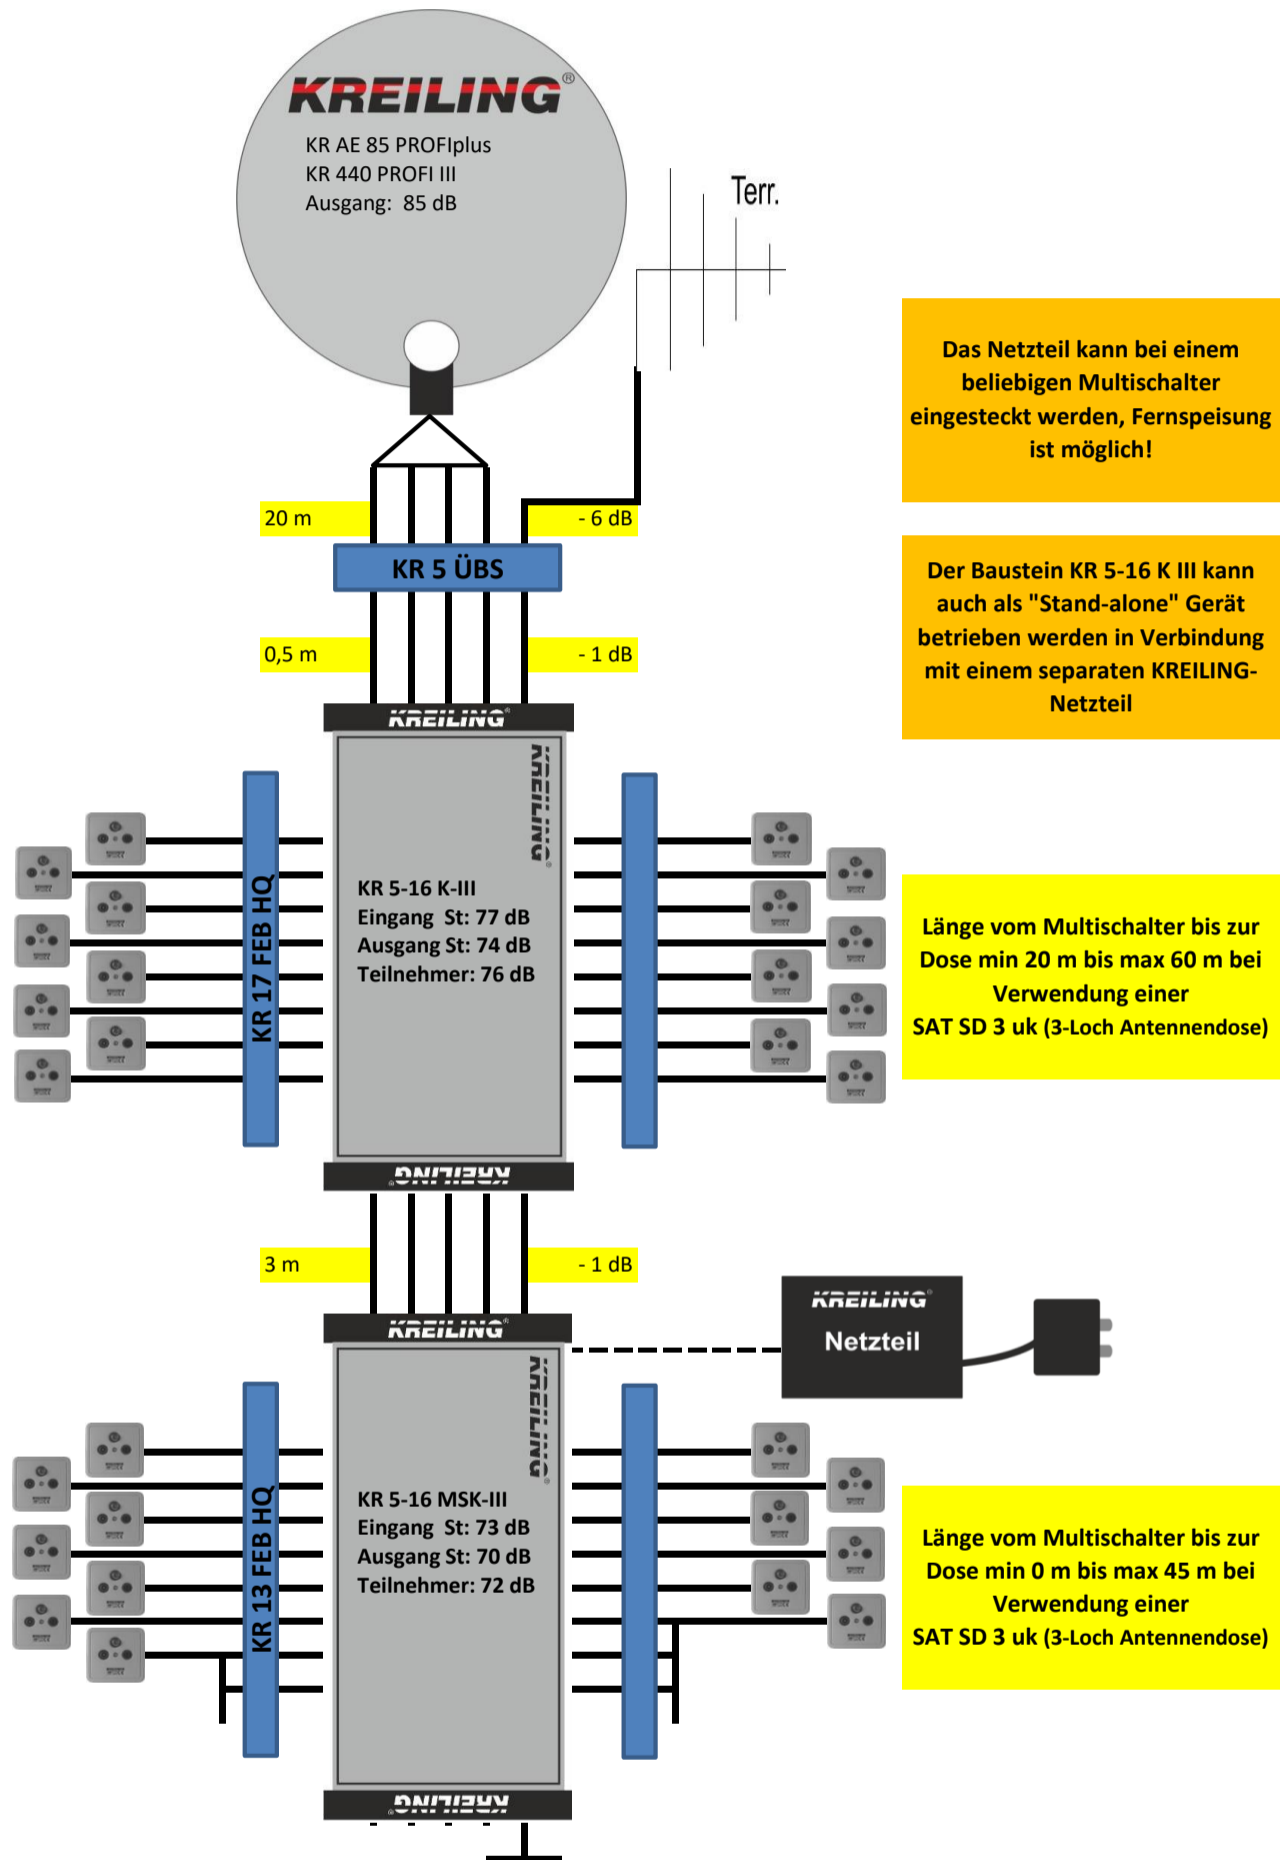 KREILING®
KR AE 85 PROFIplus
KR 440 PROFI III
Ausgang: 85 dB
Terr.
Das Netzteil kann bei einem
beliebigen Multischalter
eingesteckt werden, Fernspeisung
ist möglich!
20 m
- 6 dB
KR 5 ÜBS
Der Baustein KR 5-16 K III kann
auch als "Stand-alone" Gerät
betrieben werden in Verbindung
mit einem separaten KREILING-
Netzteil
0,5 m
- 1 dB
KREILING®
KREILING®
KR 17 FEB HQ
KR 5-16 K-III
Eingang St: 77 dB
Ausgang St: 74 dB
Teilnehmer: 76 dB
Länge vom Multischalter bis zur
Dose min 20 m bis max 60 m bei
Verwendung einer
SAT SD 3 uk (3-Loch Antennendose)
KREILING®
3 m
- 1 dB
KREILING®
Netzteil
KREILING®
KREILING®
KR 13 FEB HQ
KR 5-16 MSK-III
Eingang St: 73 dB
Ausgang St: 70 dB
Teilnehmer: 72 dB
Länge vom Multischalter bis zur
Dose min 0 m bis max 45 m bei
Verwendung einer
SAT SD 3 uk (3-Loch Antennendose)
KREILING®